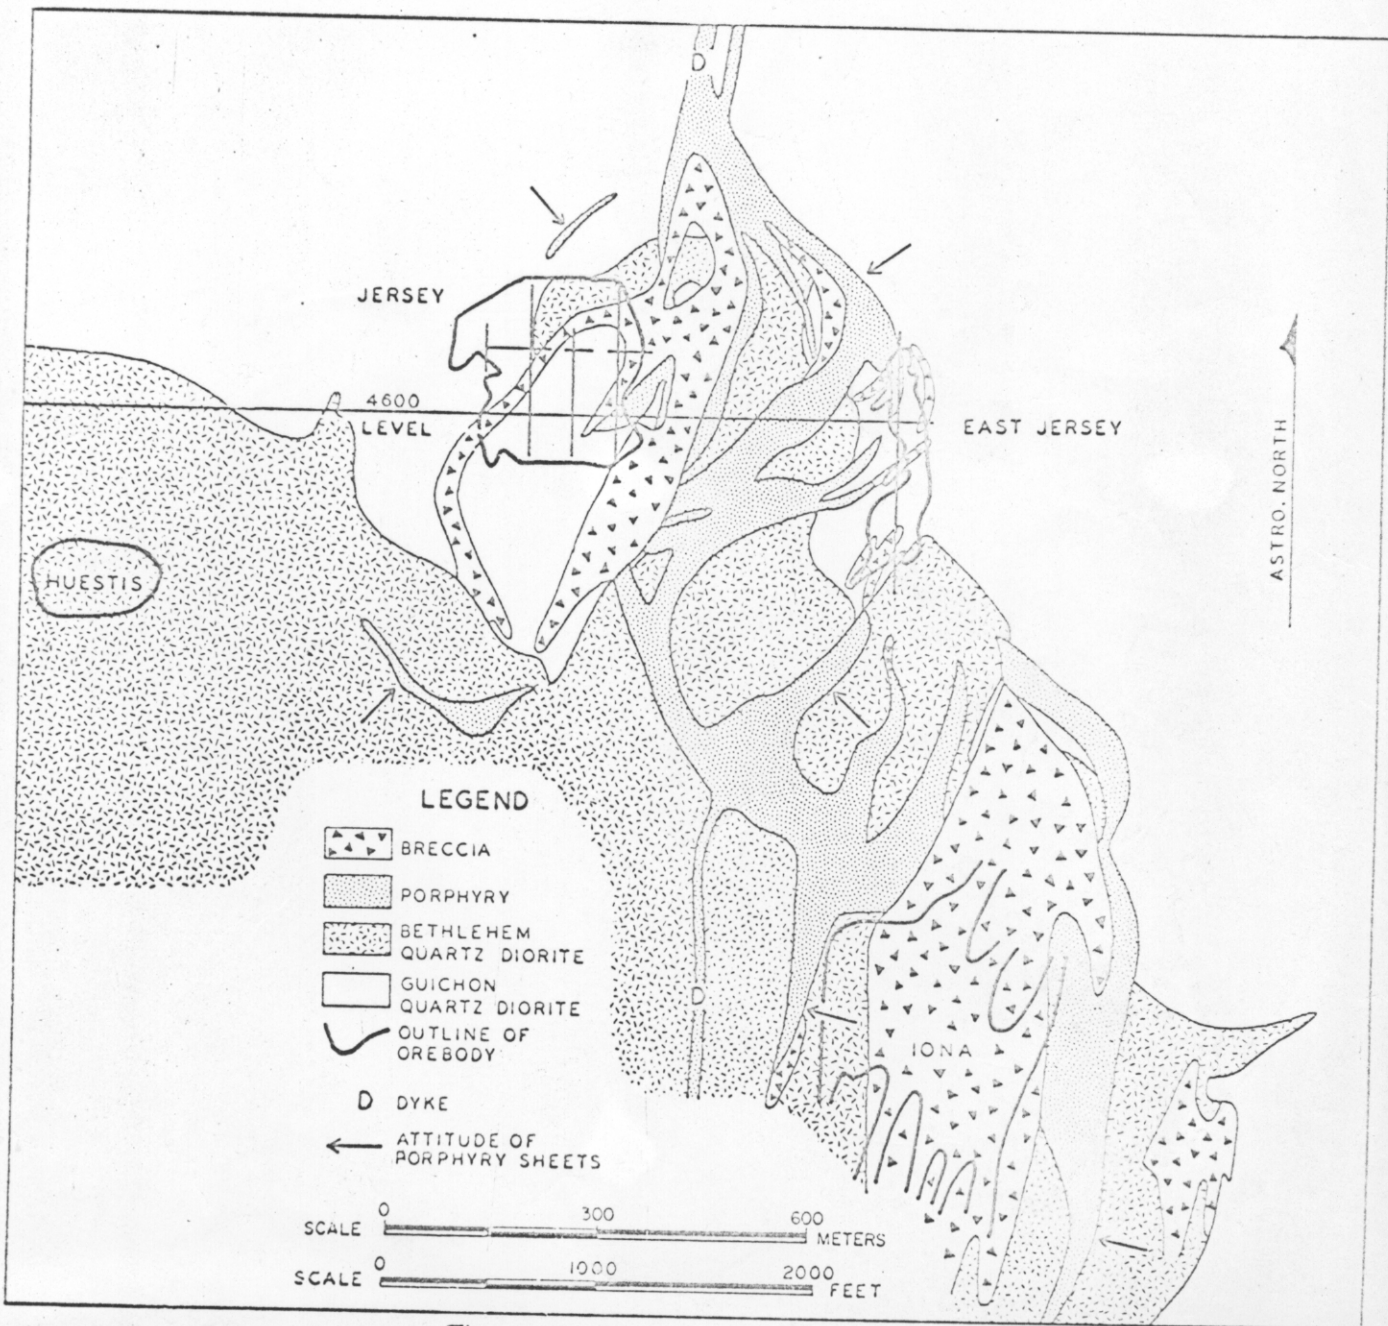 D
JERSEY
4600
LEVEL
EAST JERSEY
ASTRO. NORTH
HUESTIS
LEGEND
BRECCIA
PORPHYRY
BETHLEHEM
QUARTZ DIORITE
GUICHON
QUARTZ DIORITE
OUTLINE OF
OREBODY
D DYKE
ATTITUDE OF
PORPHYRY SHEETS
D
IONA
0 300 600
SCALE METERS
0 1000 2000
SCALE FEET